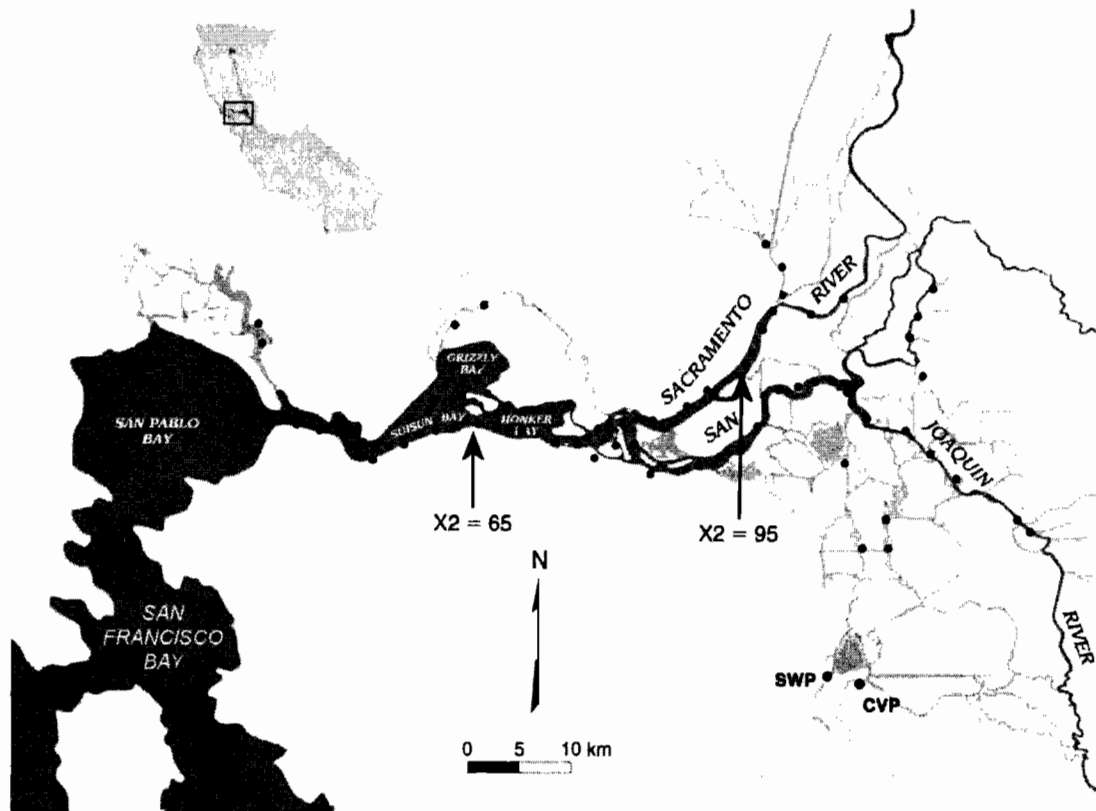 SACRAMENTO
RIVER
GRIZZLY
BAY
SAN PABLO
BAY
SUISUN BAY
HONKER
BAY
SAN
JOAQUIN
RIVER
X2 = 65
X2 = 95
N
SAN
FRANCISCO
BAY
SWP
CVP
0 5 10 km